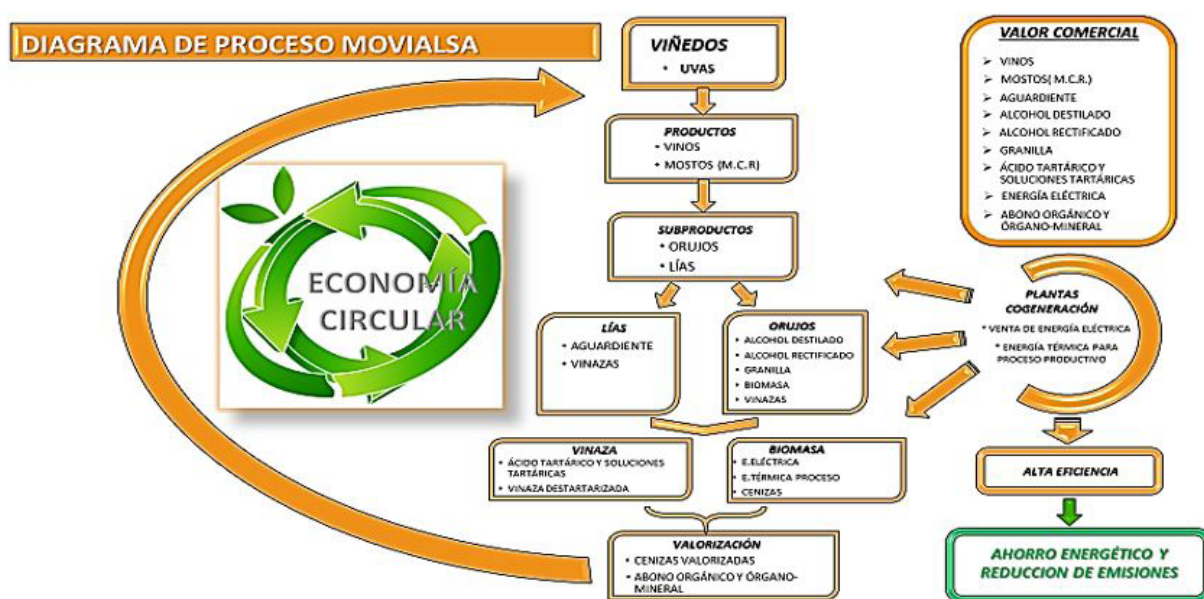 DIAGRAMA DE PROCESO MOVIALSA
VIÑEDOS
• UVAS
PRODUCTOS
• VINOS
• MOSTOS (M.C.R)
SUBPRODUCTOS
• ORUJOS
• LÍAS
LÍAS
• AGUARDIENTE
• VINAZAS
ORUJOS
• ALCOHOL DESTILADO
• ALCOHOL RECTIFICADO
• GRANILLA
• BIOMASA
• VINAZAS
VINAZA
• ÁCIDO TARTÁRICO Y SOLUCIONES
TARTÁRICAS
• VINAZA DESTARTARIZADA
BIOMASA
• E.ELÉCTRICA
• E.TÉRMICA PROCESO
• CENIZAS
VALORIZACIÓN
• CENIZAS VALORIZADAS
• ABONO ORGÁNICO Y ÓRGANO-
MINERAL
ECONOMÍA
CIRCULAR
VALOR COMERCIAL
➢ VINOS
➢ MOSTOS( M.C.R.)
➢ AGUARDIENTE
➢ ALCOHOL DESTILADO
➢ ALCOHOL RECTIFICADO
➢ GRANILLA
➢ ÁCIDO TARTÁRICO Y
SOLUCIONES TARTÁRICAS
➢ ENERGÍA ELÉCTRICA
➢ ABONO ORGÁNICO Y
ÓRGANO-MINERAL
PLANTAS
COGENERACIÓN
* VENTA DE ENERGÍA ELÉCTRICA
* ENERGÍA TÉRMICA PARA
PROCESO PRODUCTIVO
ALTA EFICIENCIA
AHORRO ENERGÉTICO Y
REDUCCION DE EMISIONES